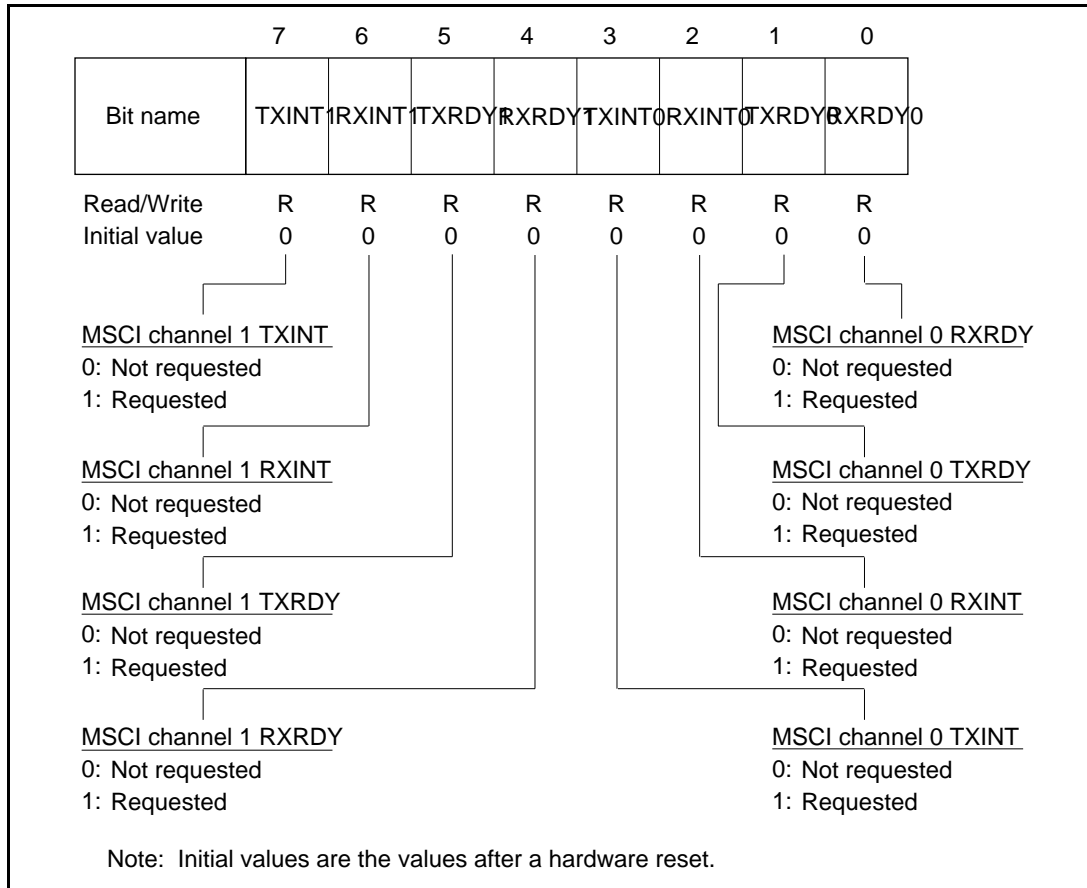 7 6 5 4 3 2 1 0
Bit name TXINT1 RXINT1 TXRDY1 RXRDY1 TXINT0 RXINT0 TXRDY0 RXRDY0
Read/Write R R R R R R R R
Initial value 0 0 0 0 0 0 0 0
MSCI channel 1 TXINT
0: Not requested
1: Requested
MSCI channel 0 RXRDY
0: Not requested
1: Requested
MSCI channel 1 RXINT
0: Not requested
1: Requested
MSCI channel 0 TXRDY
0: Not requested
1: Requested
MSCI channel 1 TXRDY
0: Not requested
1: Requested
MSCI channel 0 RXINT
0: Not requested
1: Requested
MSCI channel 1 RXRDY
0: Not requested
1: Requested
MSCI channel 0 TXINT
0: Not requested
1: Requested
Note: Initial values are the values after a hardware reset.